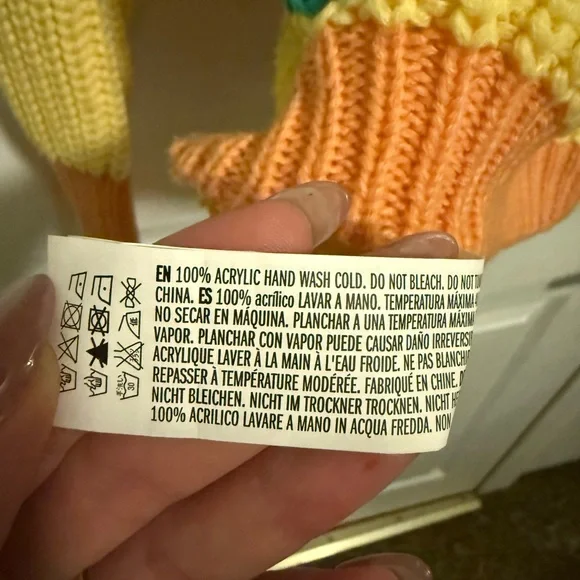 EN 100% ACRYLIC HAND WASH COLD. DO NOT BLEACH. DO NOT
CHINA. ES 100% acrílico LAVAR A MANO. TEMPERATURA MÁXIMA
NO SECAR EN MÁQUINA. PLANCHAR A UNA TEMPERATURA MÁXIMA
VAPOR. PLANCHAR CON VAPOR PUEDE CAUSAR DAÑO IRREVERSI
ACRYLIQUE LAVER À LA MAIN À L'EAU FROIDE. NE PAS BLANCHI
REPASSER À TEMPÉRATURE MODÉRÉE. FABRIQUÉ EN CHINE.
NICHT BLEICHEN. NICHT IM TROCKNER TROCKNEN. NICHT
100% ACRILICO LAVARE A MANO IN ACQUA FREDDA. NON
30